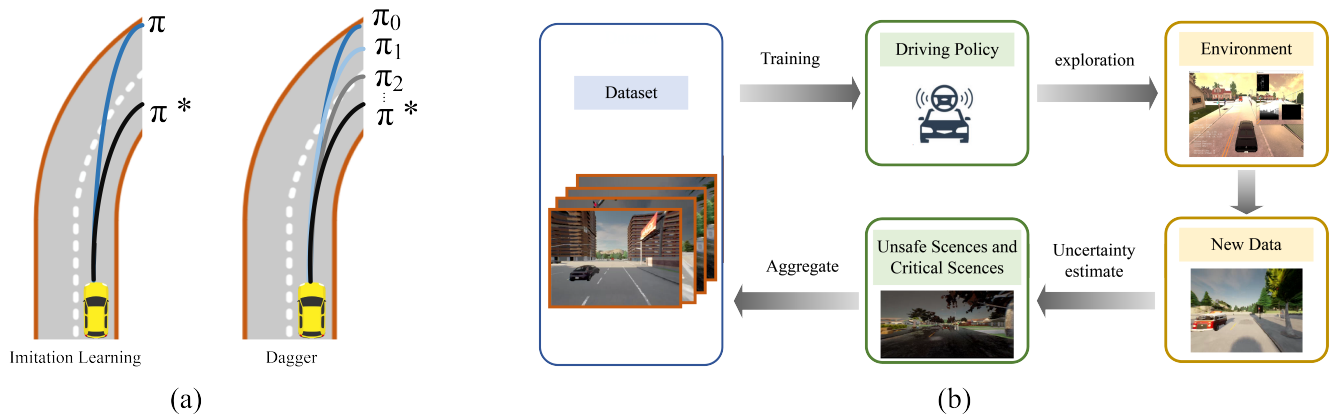 π
π *
Imitation Learning
π0
π1
π2
π *
Dagger
(a)
Dataset
Training
Driving Policy
exploration
Environment
New Data
Uncertainty
estimate
Unsafe Scences and
Critical Scences
Aggregate
(b)